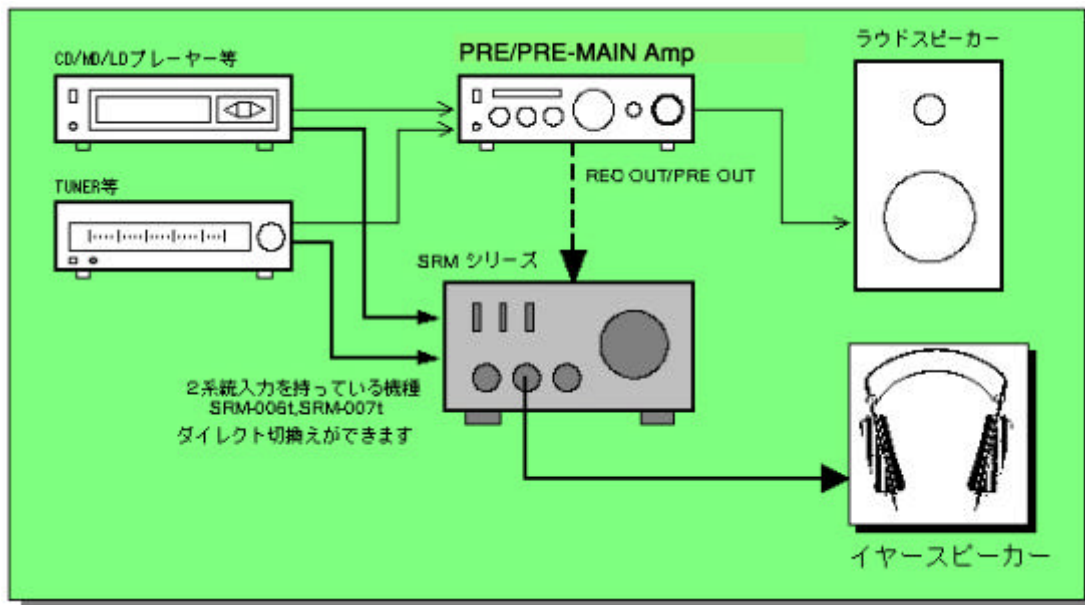 CD/MD/LDプレーヤー等
PRE/PRE-MAIN Amp
ラウドスピーカー
TUNER等
REC OUT/PRE OUT
SRM シリーズ
2系統入力を持っている機種
SRM-006t,SRM-007t
ダイレクト切換えができます
イヤースピーカー